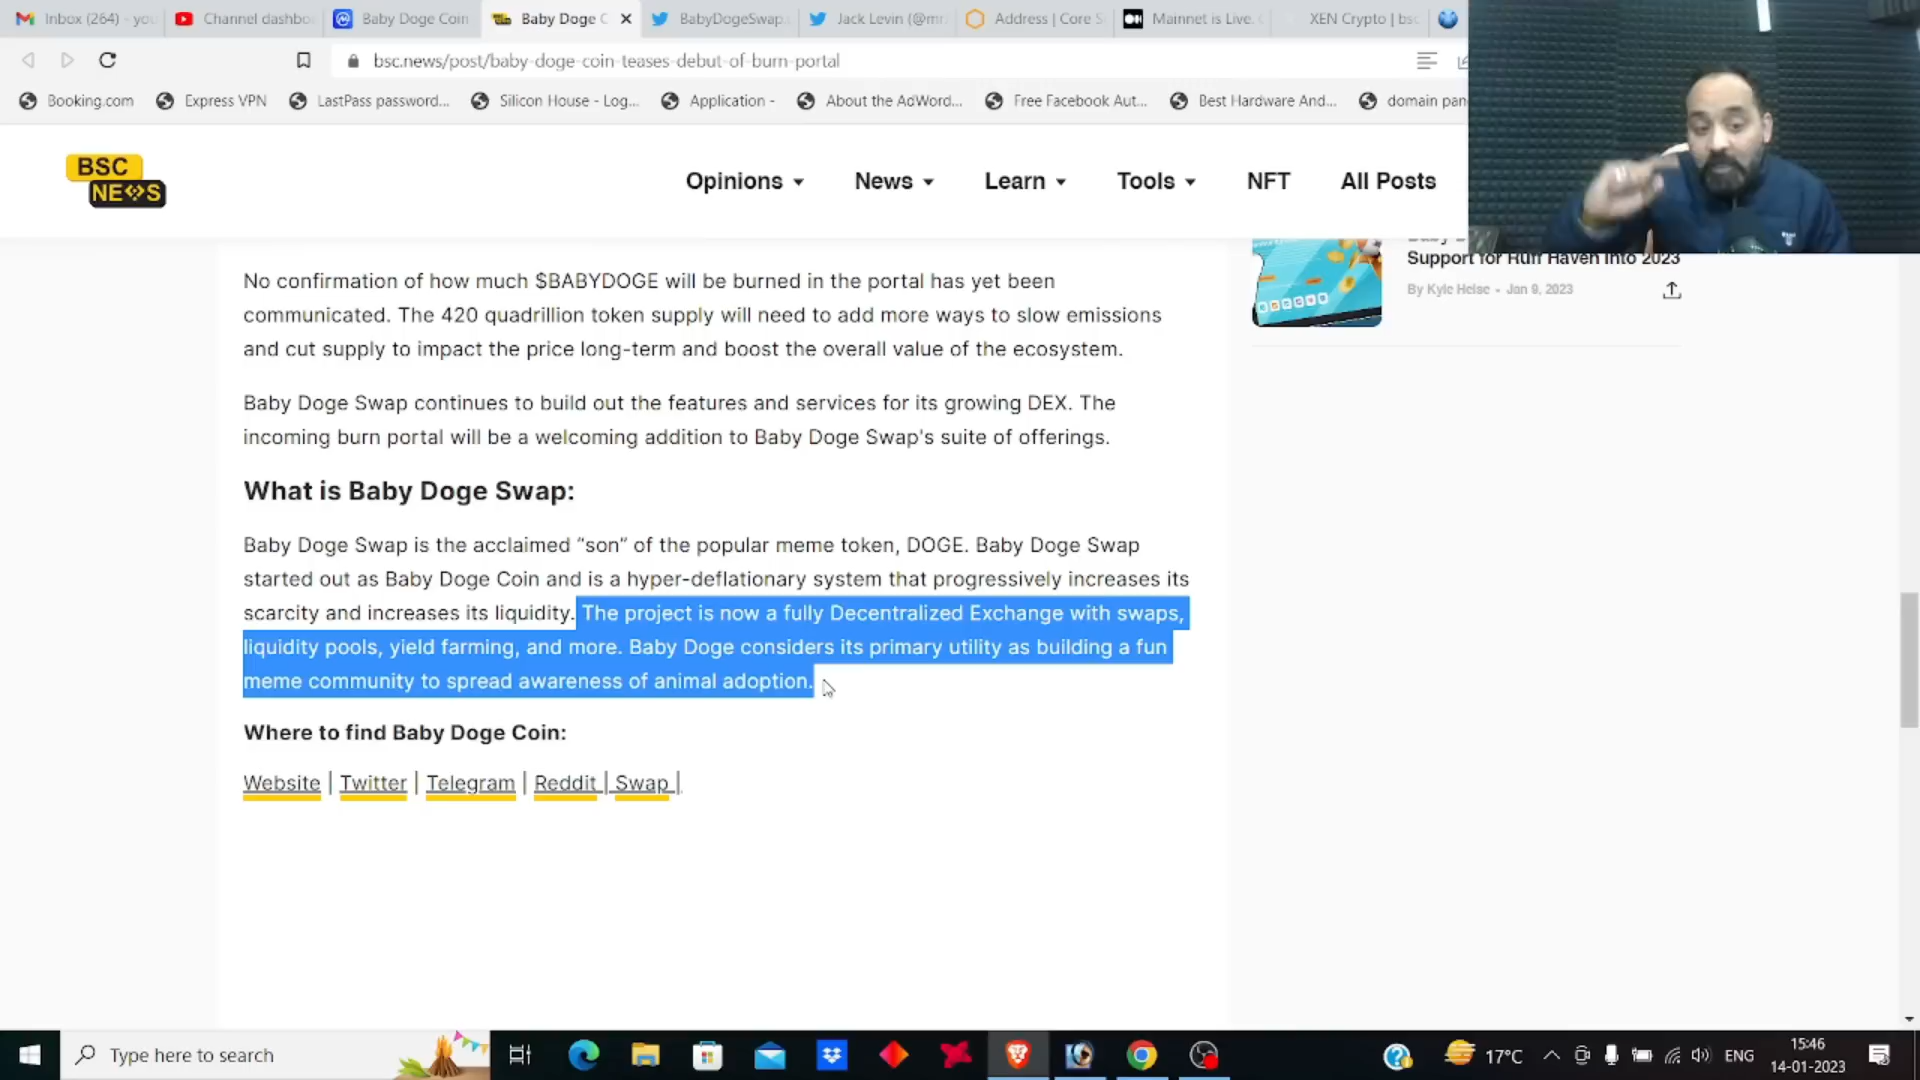 Inbox (264) - yo
Channel dashbo
Baby Doge Coin
Baby Doge C
BabyDogeSwap
Jack Levin (@mr
Address | Core S
Mainnet is Live.
XEN Crypto | bs
bsc.news/post/baby-doge-coin-teases-debut-of-burn-portal
Booking.com
Express VPN
LastPass password...
Silicon House - Log...
Application -
About the AdWord...
Free Facebook Aut...
Best Hardware And...
domain pan
BSC
NEWS
Opinions
News
Learn
Tools
NFT
All Posts
Support for Ruff Haven Into 2023
By Kyle Heise - Jan 9, 2023
No confirmation of how much $BABYDOGE will be burned in the portal has yet been
communicated. The 420 quadrillion token supply will need to add more ways to slow emissions
and cut supply to impact the price long-term and boost the overall value of the ecosystem.
Baby Doge Swap continues to build out the features and services for its growing DEX. The
incoming burn portal will be a welcoming addition to Baby Doge Swap's suite of offerings.
What is Baby Doge Swap:
Baby Doge Swap is the acclaimed “son” of the popular meme token, DOGE. Baby Doge Swap
started out as Baby Doge Coin and is a hyper-deflationary system that progressively increases its
scarcity and increases its liquidity. The project is now a fully Decentralized Exchange with swaps,
liquidity pools, yield farming, and more. Baby Doge considers its primary utility as building a fun
meme community to spread awareness of animal adoption.
Where to find Baby Doge Coin:
Website | Twitter | Telegram | Reddit | Swap |
Type here to search
17°C
ENG
15:46
14-01-2023